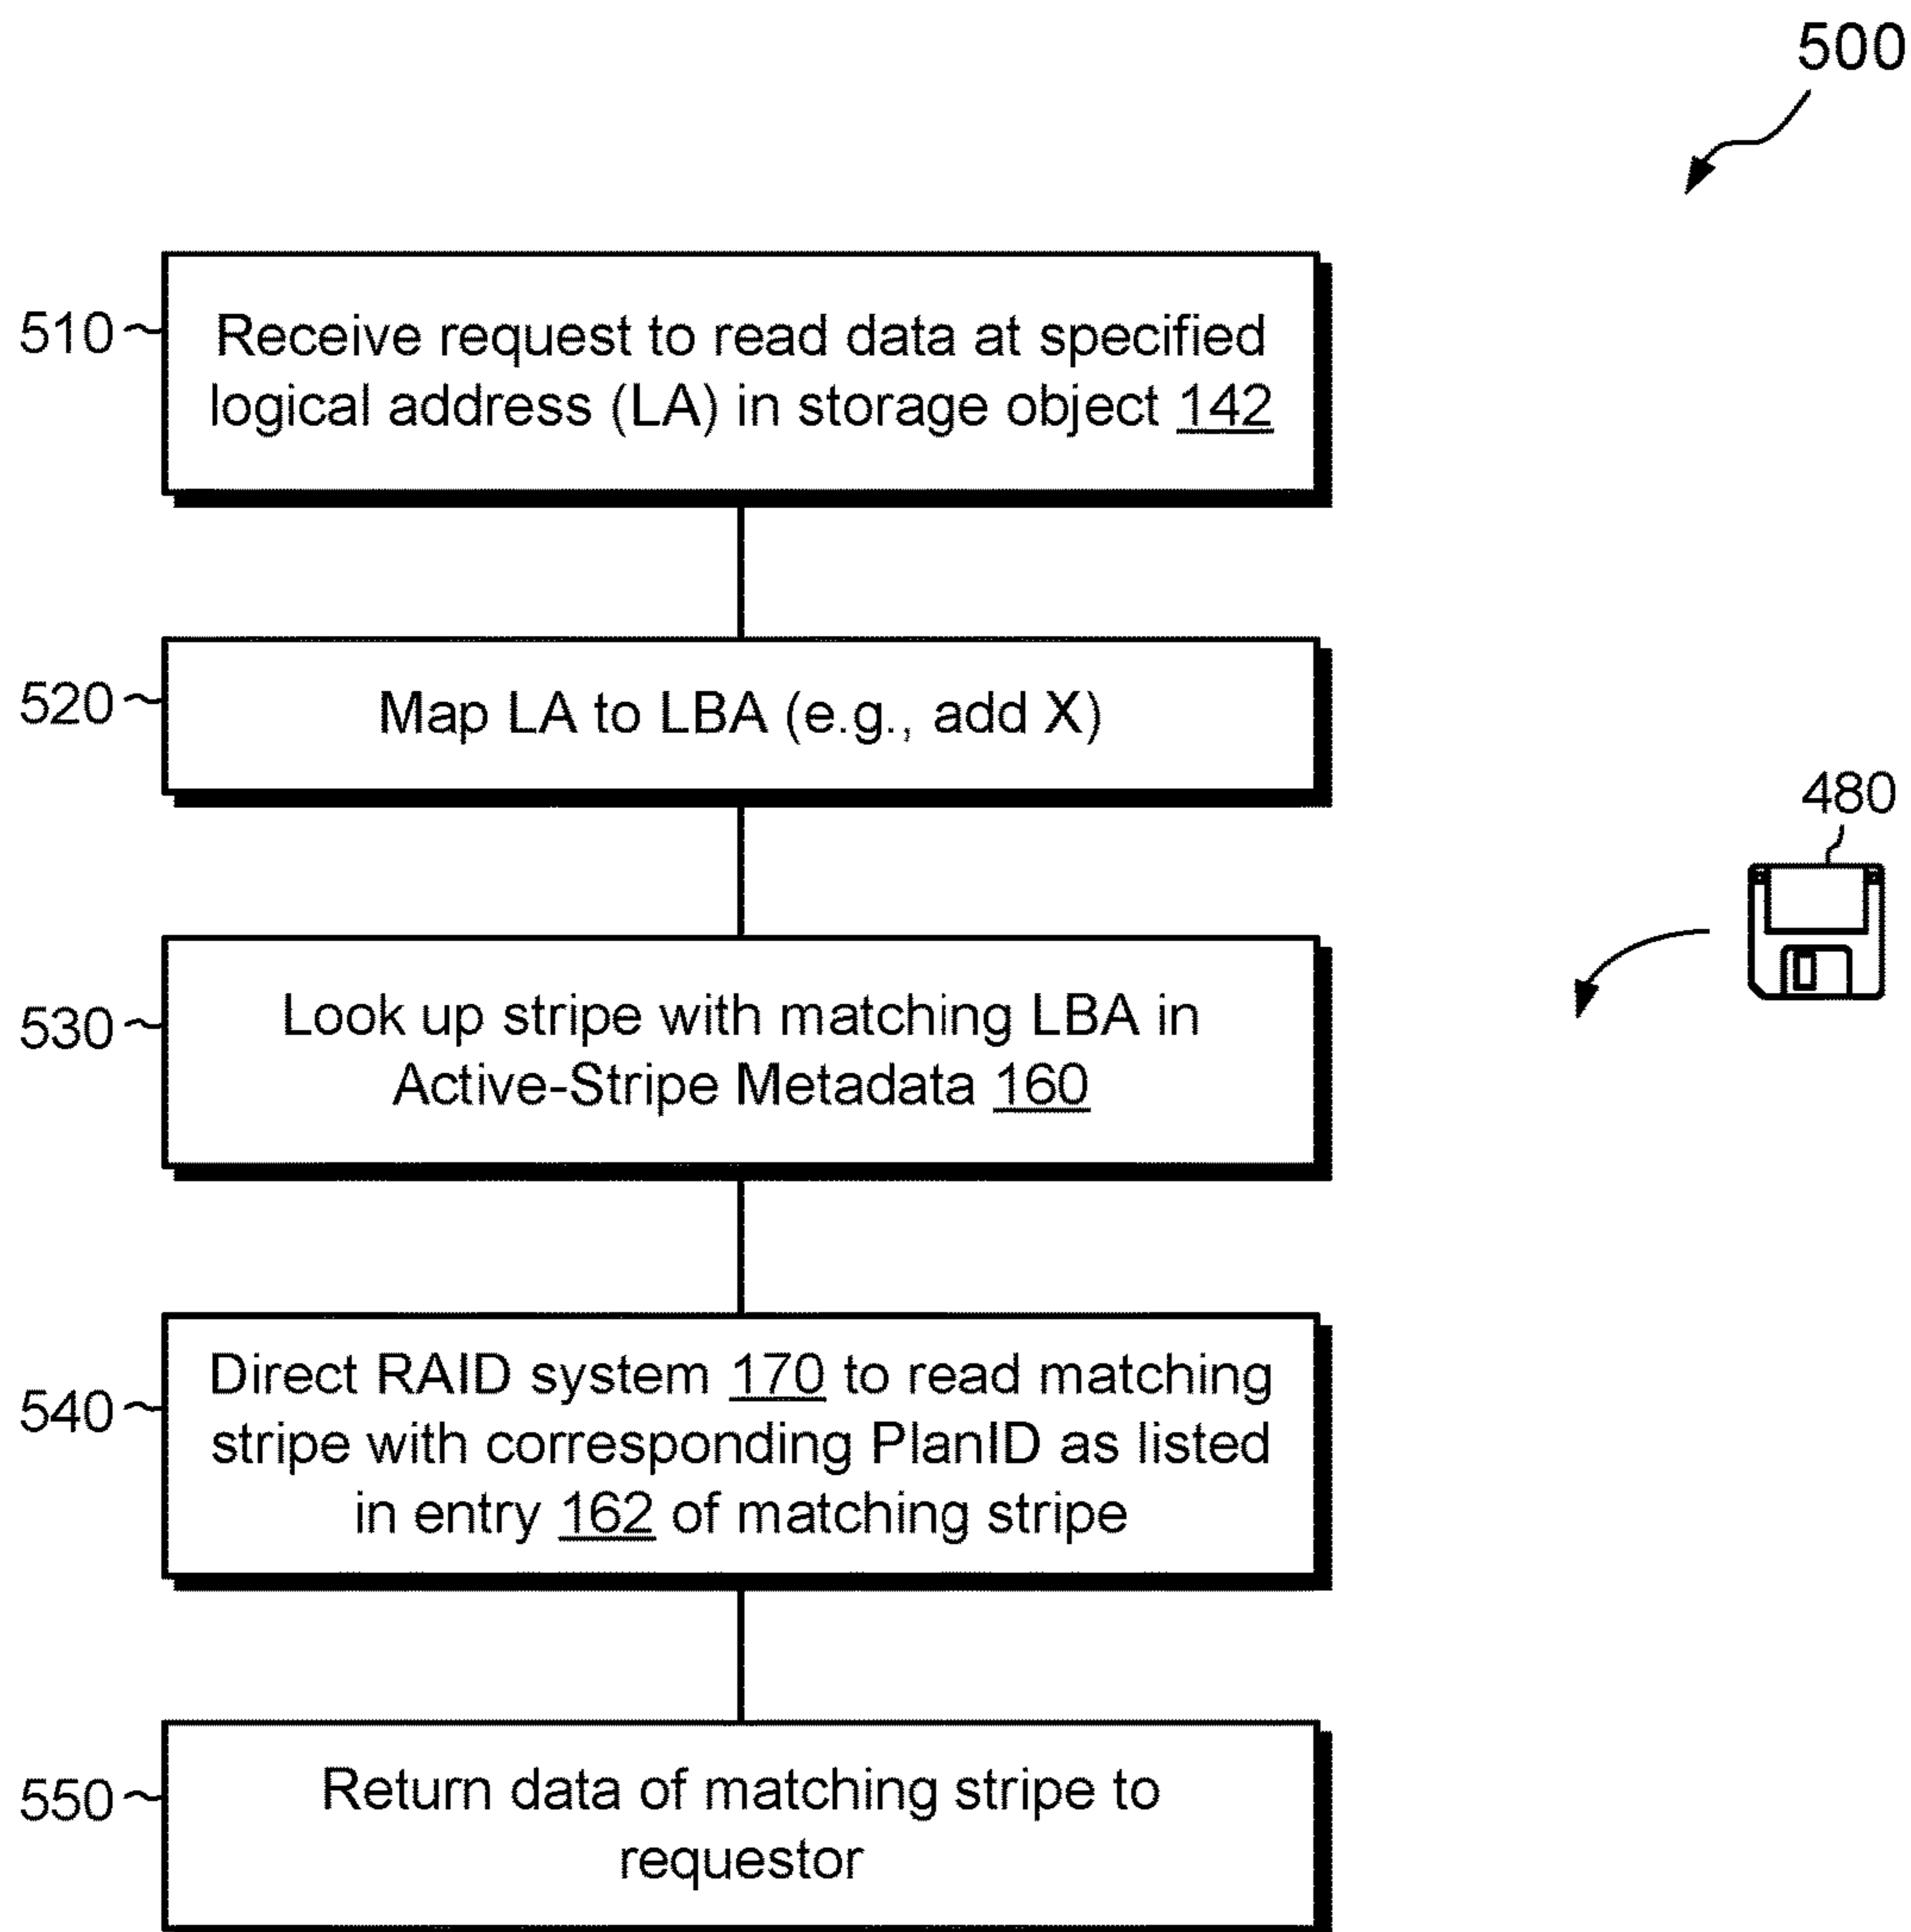 500
510
Receive request to read data at specified
logical address (LA) in storage object 142
520
Map LA to LBA (e.g., add X)
480
530
Look up stripe with matching LBA in
Active-Stripe Metadata 160
540
Direct RAID system 170 to read matching
stripe with corresponding PlanID as listed
in entry 162 of matching stripe
550
Return data of matching stripe to
requestor